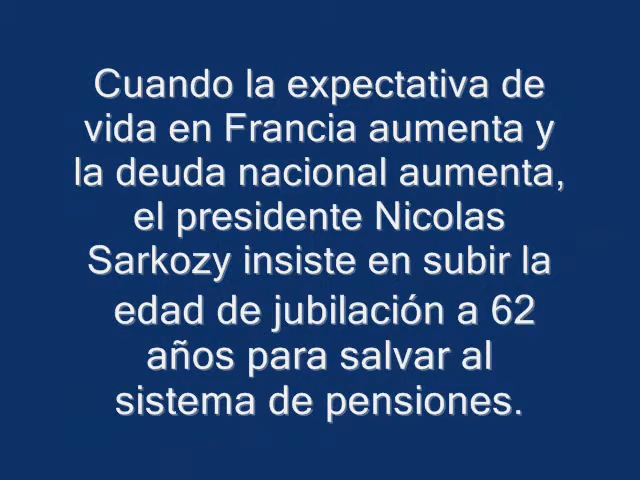 Cuando la expectativa de
vida en Francia aumenta y
la deuda nacional aumenta,
el presidente Nicolas
Sarkozy insiste en subir la
edad de jubilación a 62
años para salvar al
sistema de pensiones.